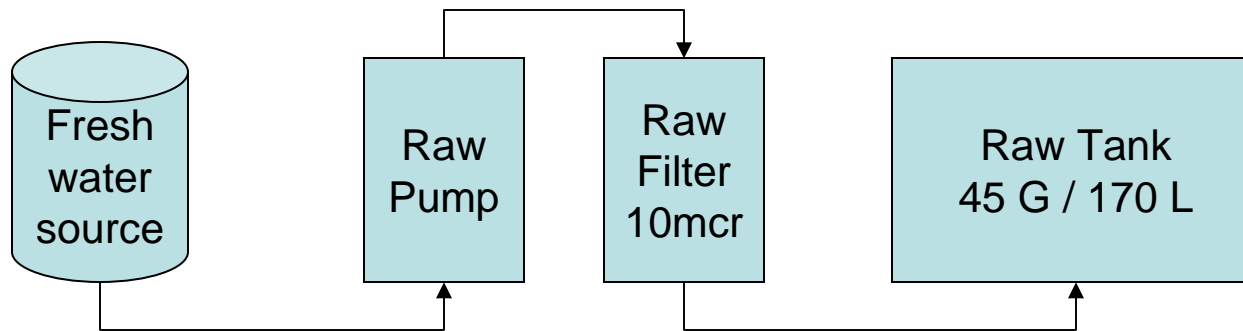 Fresh
water
source
Raw
Pump
Raw
Filter
10mcr
Raw Tank
45 G / 170 L